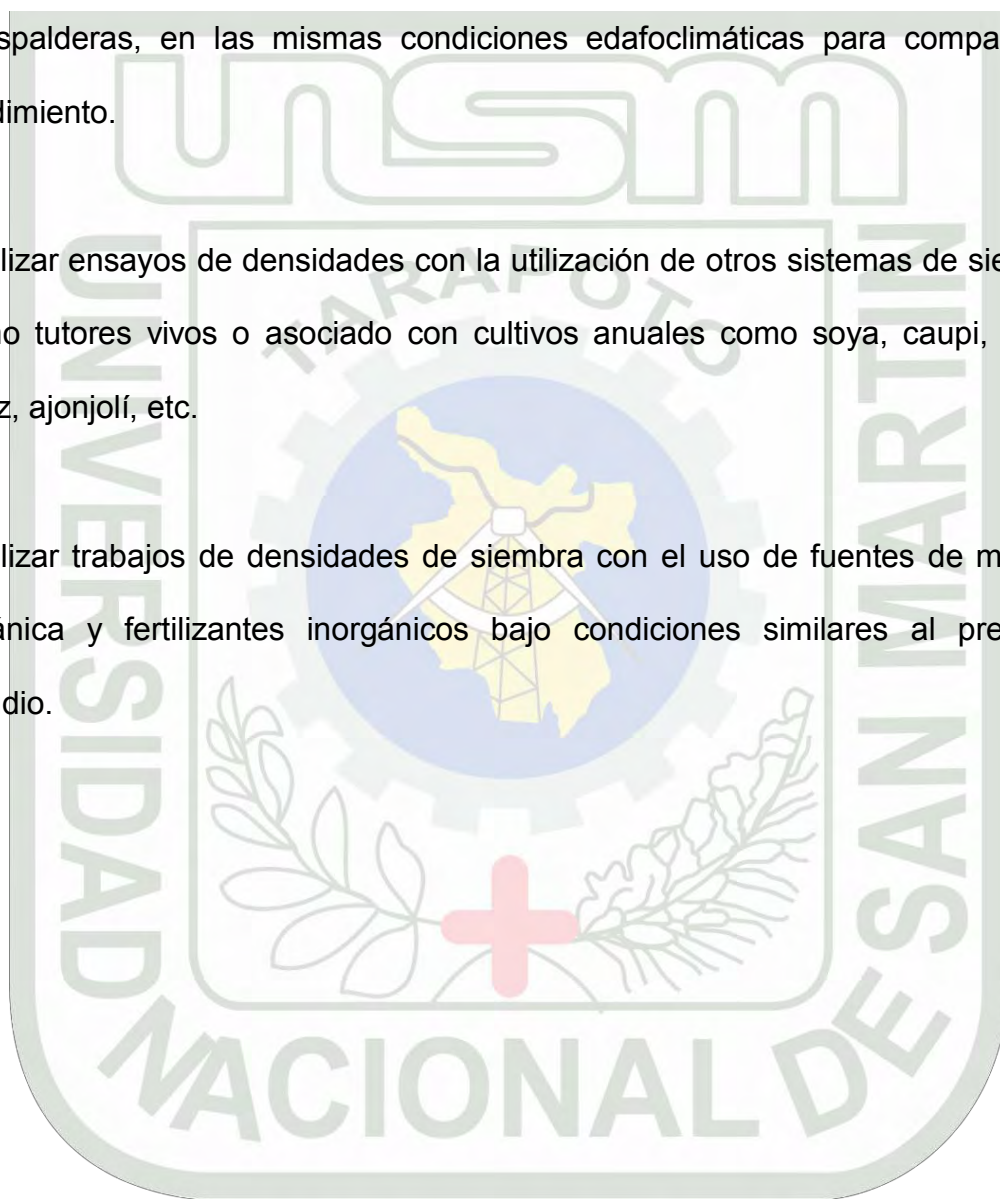 spalderas, en las mismas condiciones edafoclimáticas para compa
dimiento.
lizar ensayos de densidades con la utilización de otros sistemas de sie
o tutores vivos o asociado con cultivos anuales como soya, caupi,
z, ajonjolí, etc.
lizar trabajos de densidades de siembra con el uso de fuentes de m
ánica y fertilizantes inorgánicos bajo condiciones similares al pre
dio.
unsm
TARAPOTO
UNIVERSIDAD
NACIONAL DE
SAN MARTIN